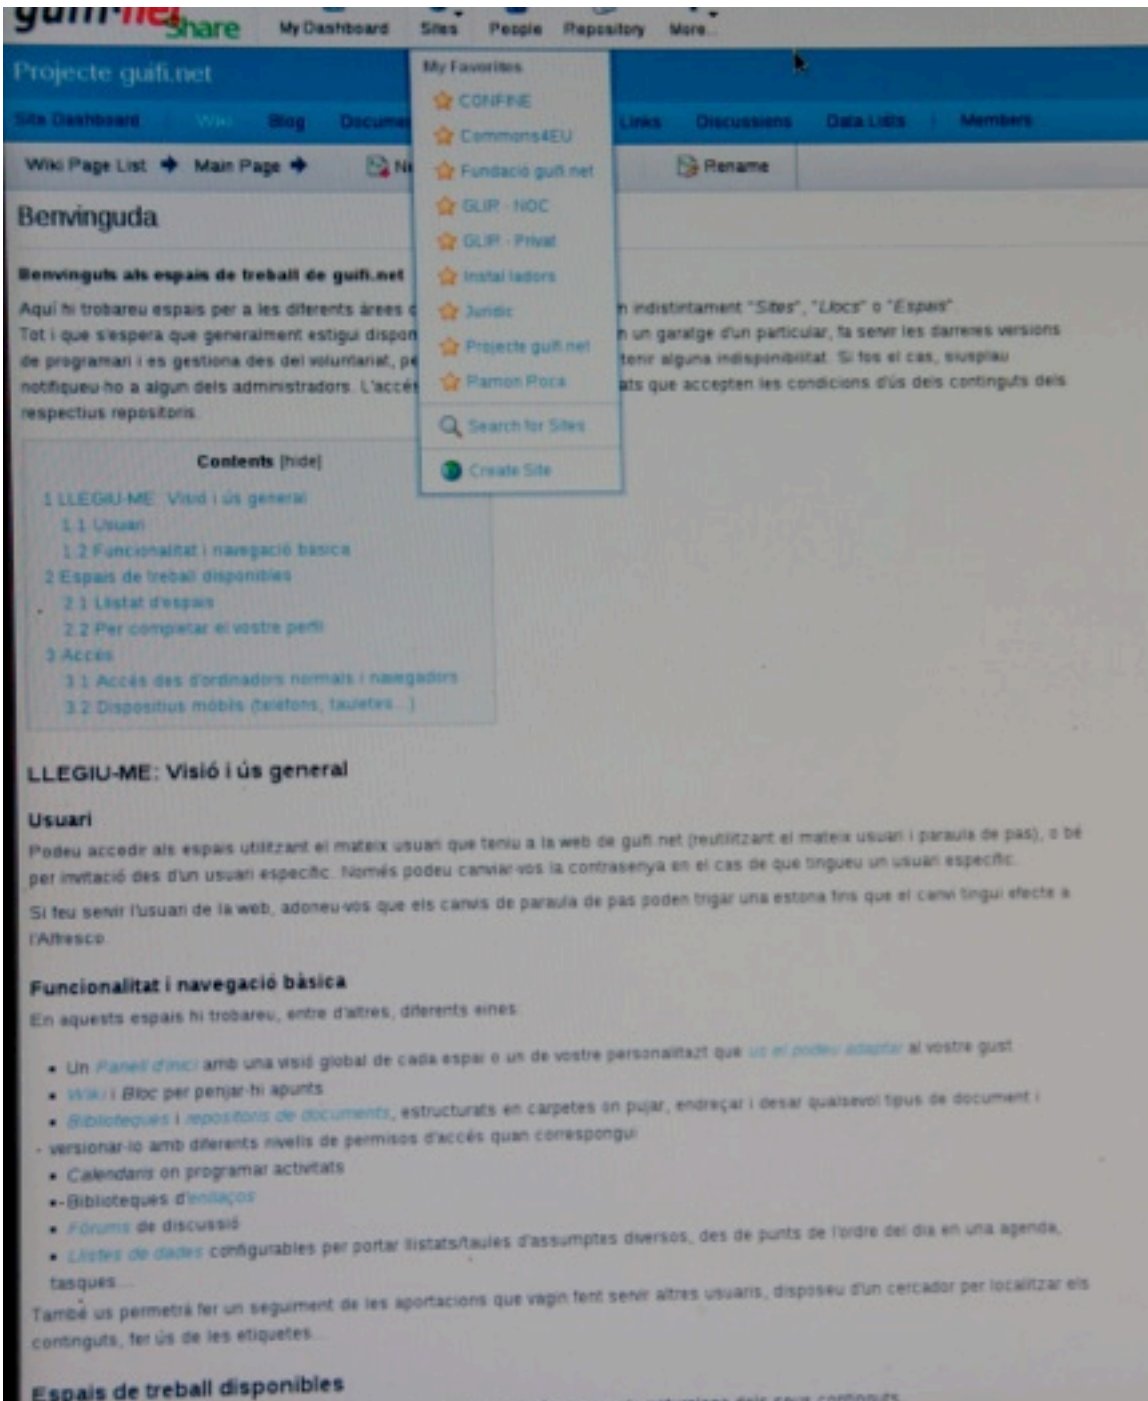 guifi·net
Share
My Dashboard Sites People Repository More...
Projecte guifi.net
Site Dashboard Wiki Blog Links Discussions Data Lists Members
Wiki Page List Main Page Rename
My Favorites
CONFINE
Commons4EU
Fundació guifi.net
GLIR - NOC
GLIR - Privat
Instal·ladors
Jurídic
Projecte guifi.net
Ramon Roca
Search for Sites
Create Site
Benvinguda
Benvinguts als espais de treball de guifi.net
Aquí hi trobareu espais per a les diferents àrees indistintament "Sites", "Llocs" o "Espais".
Tot i que s'espera que generalment estigui un garatge d'un particular, fa servir les darreres versions
de programari i es gestiona des del voluntariat, tenir alguna indisponibilitat. Si fos el cas, siusplau
notifiqueu-ho a algun dels administradors. que accepten les condicions d'ús dels continguts dels
respectius repositoris.
Contents [hide]
1 LLEGIU-ME: Visió i ús general
1.1 Usuari
1.2 Funcionalitat i navegació bàsica
2 Espais de treball disponibles
2.1 Llistat d'espais
2.2 Per completar el vostre perfil
3 Accés
3.1 Accés des d'ordinadors normals i navegadors
3.2 Dispositius mòbils (telèfons, tauletes...)
LLEGIU-ME: Visió i ús general
Usuari
Podeu accedir als espais utilitzant el mateix usuari que teniu a la web de guifi.net (reutilitzant el mateix usuari i paraula de pas), o bé
per invitació des d'un usuari específic. Només podeu canviar-vos la contrasenya en el cas de que tingueu un usuari específic.
Si feu servir l'usuari de la web, adoneu-vos que els canvis de paraula de pas poden trigar una estona fins que el canvi tingui efecte a
l'Alfresco.
Funcionalitat i navegació bàsica
En aquests espais hi trobareu, entre d'altres, diferents eines:
Un Panell d'inici amb una visió global de cada espai o un de vostre personalitazt que us el podeu adaptar al vostre gust
Wiki i Bloc per penjar-hi apunts
Biblioteques i repositoris de documents, estructurats en carpetes on pujar, endreçar i desar qualsevol tipus de document i
- versionar-lo amb diferents nivells de permisos d'accés quan correspongui
Calendaris on programar activitats
-Biblioteques d'enllaços
Fòrums de discussió
Llistes de dades configurables per portar llistats/taules d'assumptes diversos, des de punts de l'ordre del dia en una agenda,
tasques...
També us permetrà fer un seguiment de les aportacions que vagin fent servir altres usuaris, disposeu d'un cercador per localitzar els
continguts, fer ús de les etiquetes...
Espais de treball disponibles
dels seus continguts